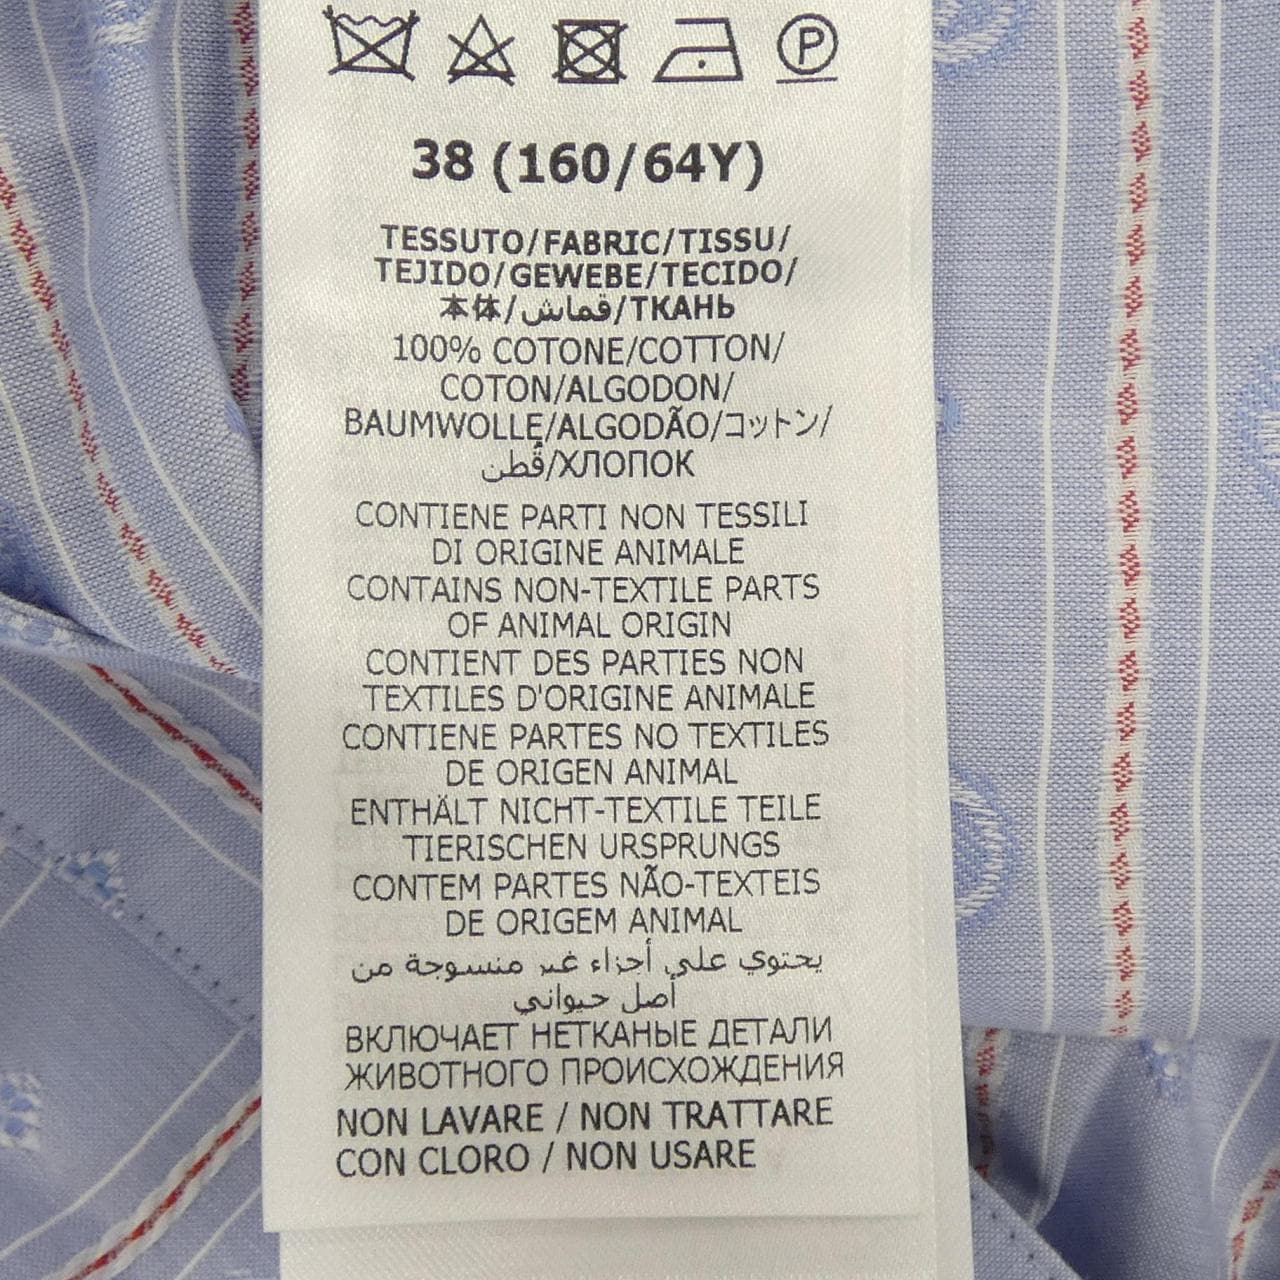 P
38 (160/64Y)
TESSUTO/FABRIC/TISSU/
TEJIDO/GEWEBE/TECIDO/
本体/قماش/ТКАНЬ
100% COTONE/COTTON/
COTON/ALGODON/
BAUMWOLLE/ALGODÃO/コットン/
قُطن/ХЛОПОК
CONTIENE PARTI NON TESSILI
DI ORIGINE ANIMALE
CONTAINS NON-TEXTILE PARTS
OF ANIMAL ORIGIN
CONTIENT DES PARTIES NON
TEXTILES D'ORIGINE ANIMALE
CONTIENE PARTES NO TEXTILES
DE ORIGEN ANIMAL
ENTHÄLT NICHT-TEXTILE TEILE
TIERISCHEN URSPRUNGS
CONTEM PARTES NÃO-TEXTEIS
DE ORIGEM ANIMAL
يحتوي على أجزاء غير منسوجة من
أصل حيواني
ВКЛЮЧАЕТ НЕТКАНЫЕ ДЕТАЛИ
ЖИВОТНОГО ПРОИСХОЖДЕНИЯ
NON LAVARE / NON TRATTARE
CON CLORO / NON USARE